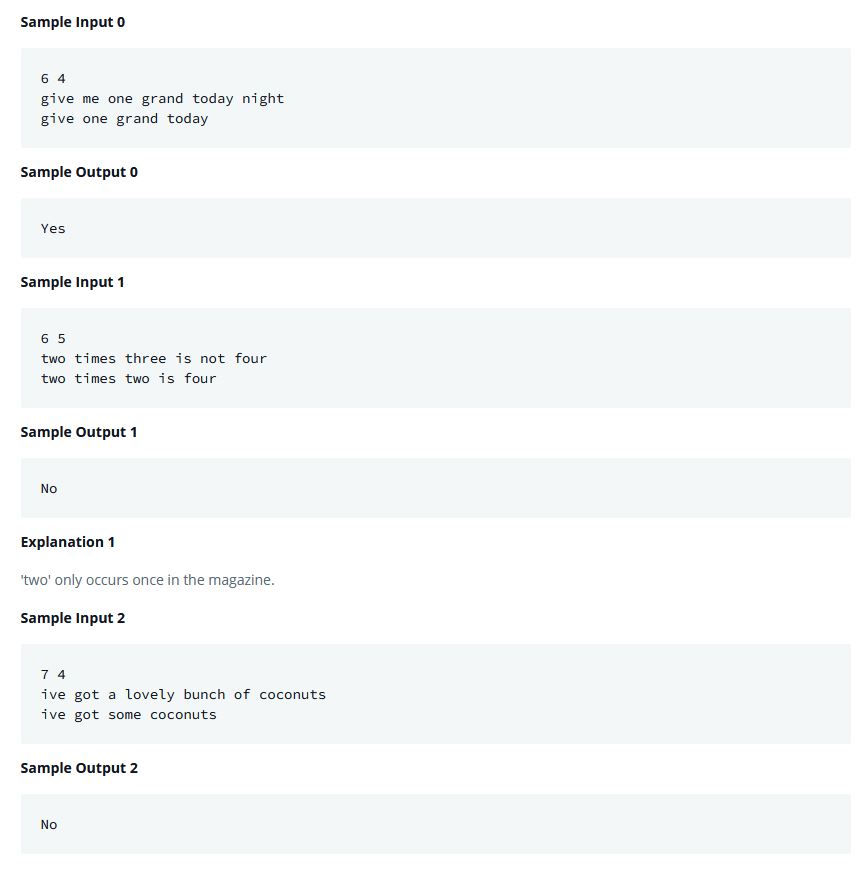 Sample Input 0
6 4
give me one grand today night
give one grand today
Sample Output 0
Yes
Sample Input 1
6 5
two times three is not four
two times two is four
Sample Output 1
No
Explanation 1
'two' only occurs once in the magazine.
Sample Input 2
7 4
ive got a lovely bunch of coconuts
ive got some coconuts
Sample Output 2
No